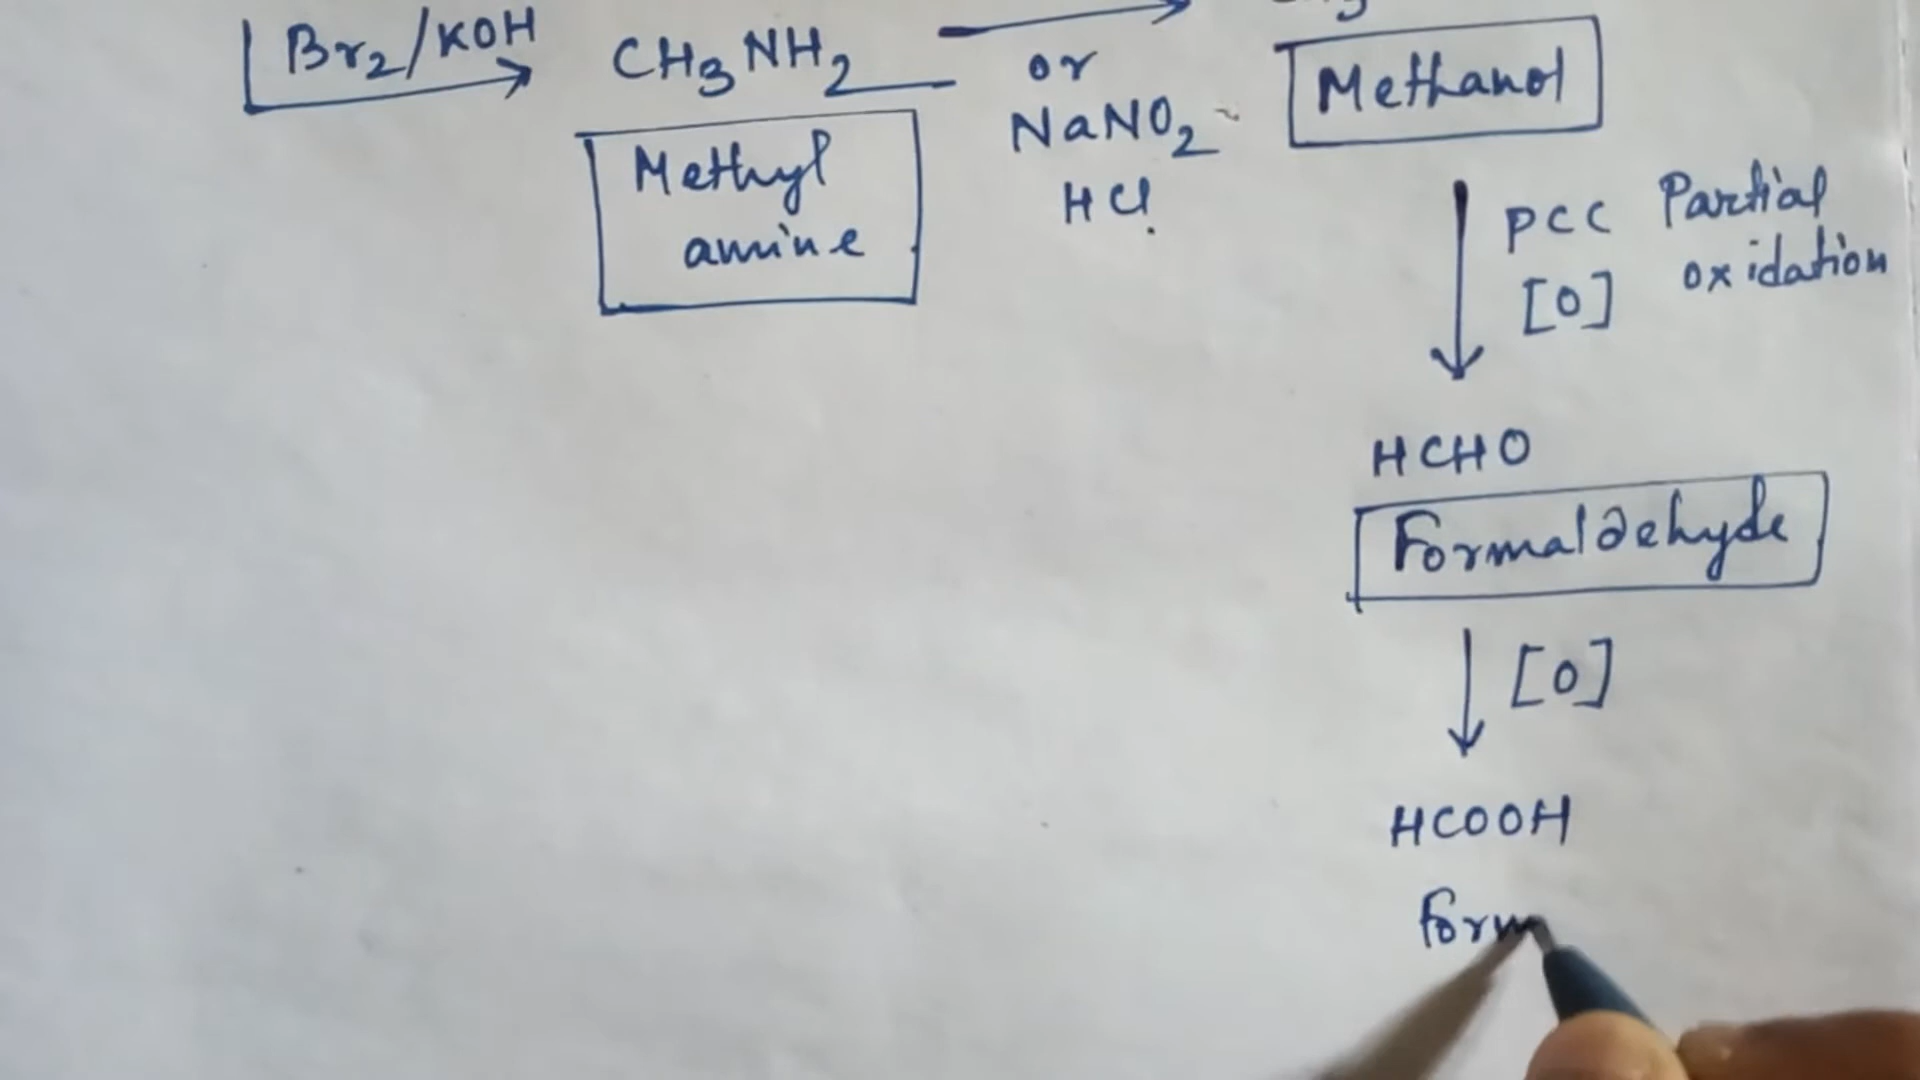 Br2/KOH
CH3NH2
or
NaNO2
HCl
Methyl
amine
Methanol
PCC Partial
[O] oxidation
HCHO
Formaldehyde
[O]
HCOOH
Form